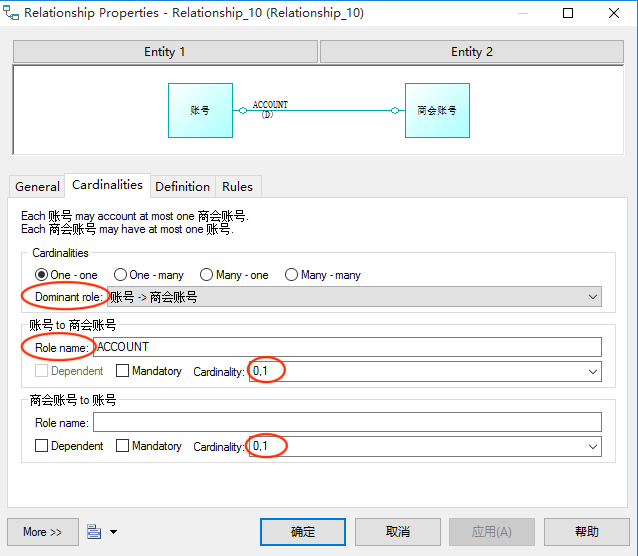 Relationship Properties - Relationship_10 (Relationship_10)
Entity 1
Entity 2
账号
ACCOUNT
(D)
商会账号
General
Cardinalities
Definition
Rules
Each 账号 may account at most one 商会账号.
Each 商会账号 may have at most one 账号.
Cardinalities
One - one
One - many
Many - one
Many - many
Dominant role:
账号 -> 商会账号
账号 to 商会账号
Role name:
ACCOUNT
Dependent
Mandatory
Cardinality:
0,1
商会账号 to 账号
Role name:
Dependent
Mandatory
Cardinality:
0,1
More >>
确定
取消
应用(A)
帮助